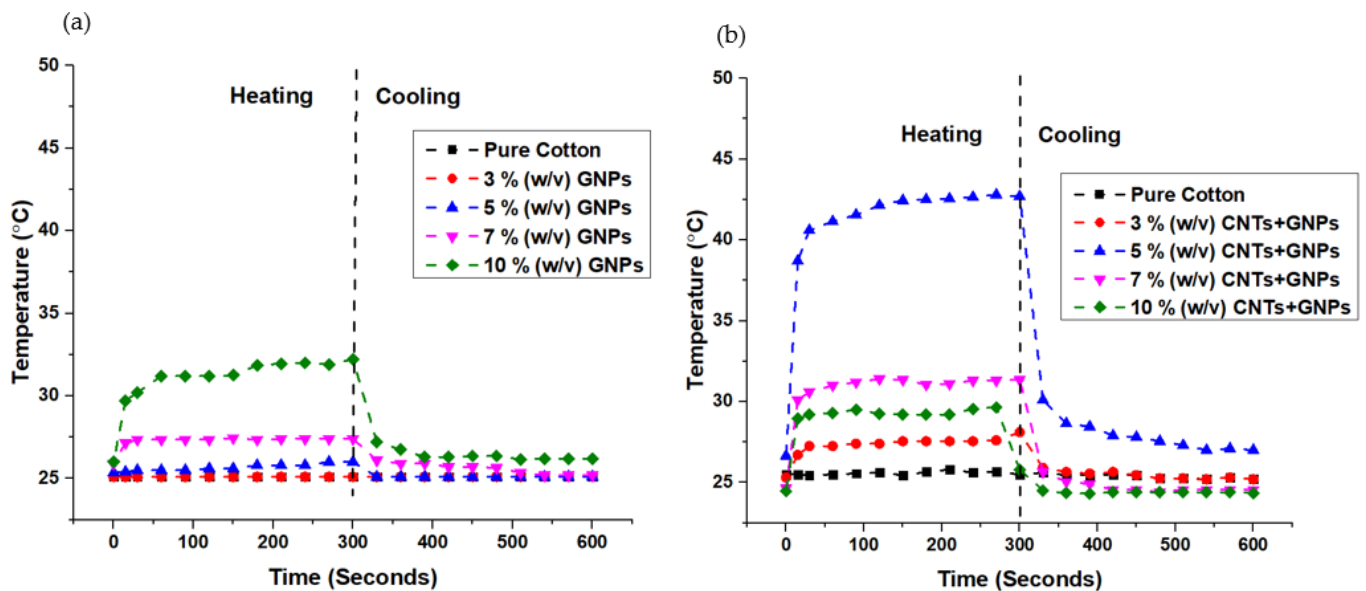 (a)
50
45
40
35
30
25
Temperature (°C)
Heating
Cooling
Pure Cotton
3 % (w/v) GNPs
5 % (w/v) GNPs
7 % (w/v) GNPs
10 % (w/v) GNPs
0 100 200 300 400 500 600
Time (Seconds)
(b)
50
45
40
35
30
25
Temperature (°C)
Heating
Cooling
Pure Cotton
3 % (w/v) CNTs+GNPs
5 % (w/v) CNTs+GNPs
7 % (w/v) CNTs+GNPs
10 % (w/v) CNTs+GNPs
0 100 200 300 400 500 600
Time (Seconds)